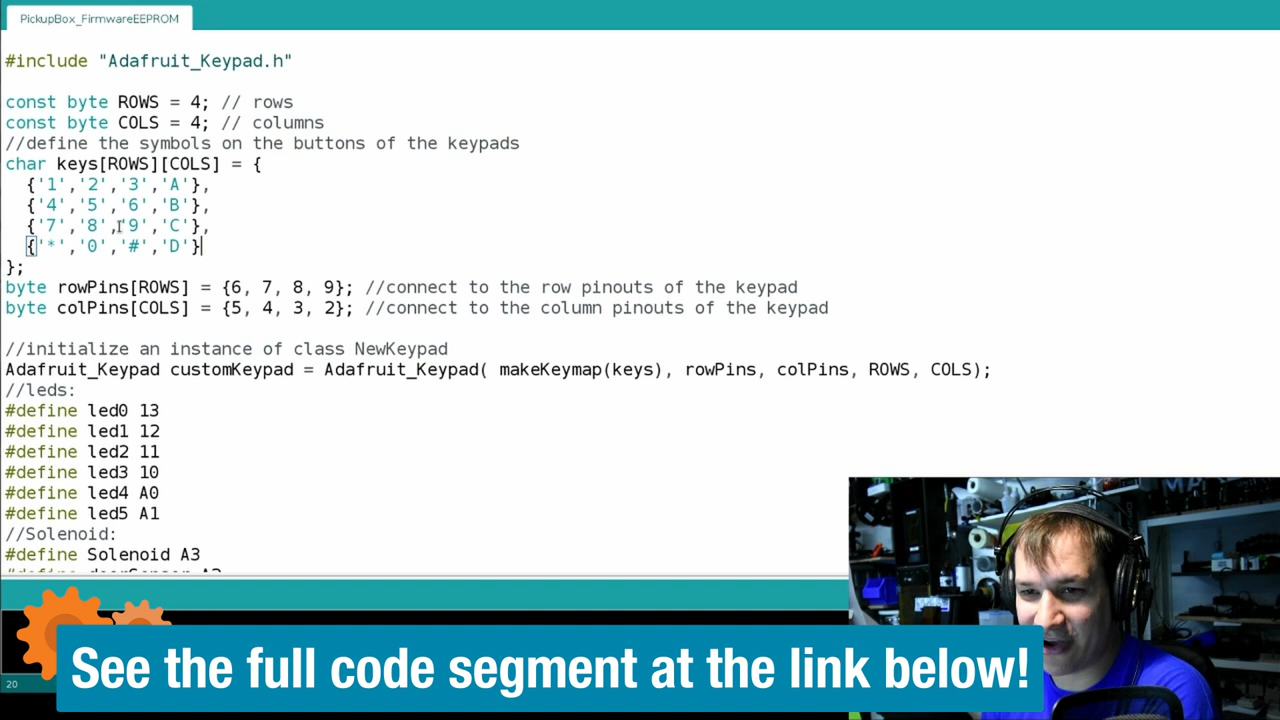 PickupBox_FirmwareEEPROM
#include "Adafruit_Keypad.h"
const byte ROWS = 4; // rows
const byte COLS = 4; // columns
//define the symbols on the buttons of the keypads
char keys[ROWS][COLS] = {
{'1','2','3','A'},
{'4','5','6','B'},
{'7','8','9','C'},
{'*','0','#','D'}
};
byte rowPins[ROWS] = {6, 7, 8, 9}; //connect to the row pinouts of the keypad
byte colPins[COLS] = {5, 4, 3, 2}; //connect to the column pinouts of the keypad
//initialize an instance of class NewKeypad
Adafruit_Keypad customKeypad = Adafruit_Keypad( makeKeymap(keys), rowPins, colPins, ROWS, COLS);
//leds:
#define led0 13
#define led1 12
#define led2 11
#define led3 10
#define led4 A0
#define led5 A1
//Solenoid:
#define Solenoid A3
See the full code segment at the link below!
20